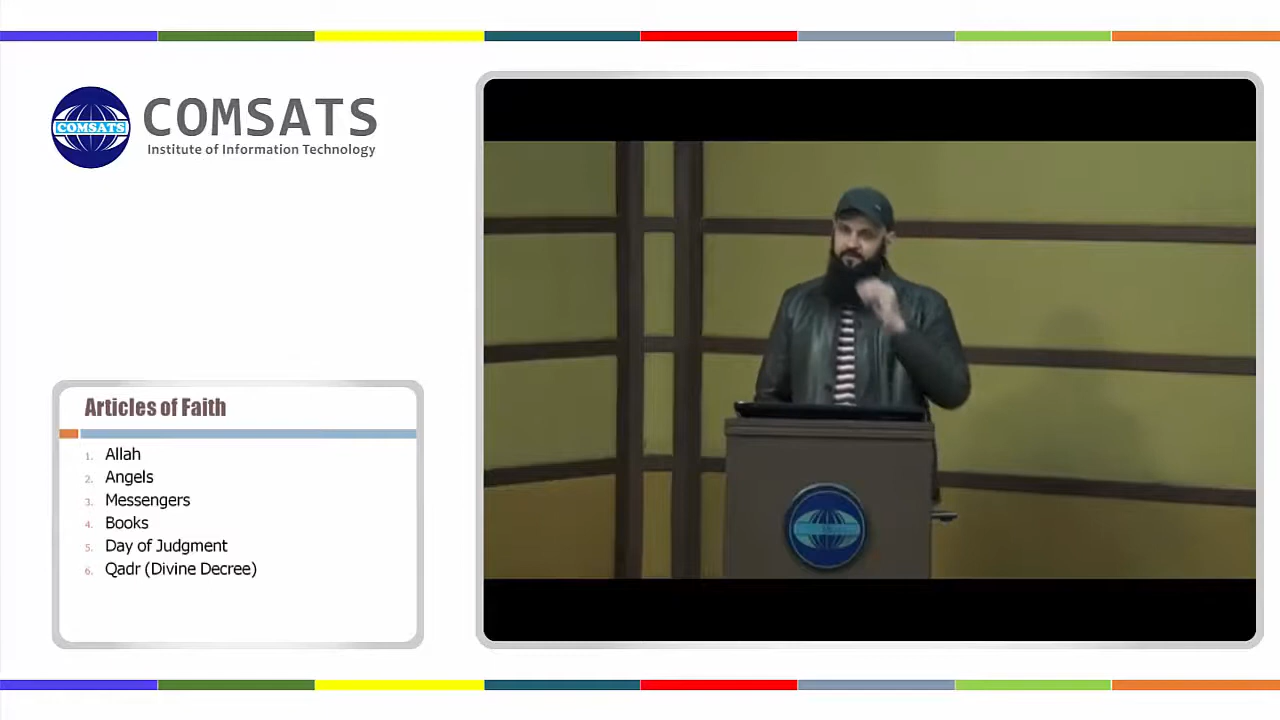 COMSATS
COMSATS
Institute of Information Technology
Articles of Faith
1. Allah
2. Angels
3. Messengers
4. Books
5. Day of Judgment
6. Qadr (Divine Decree)